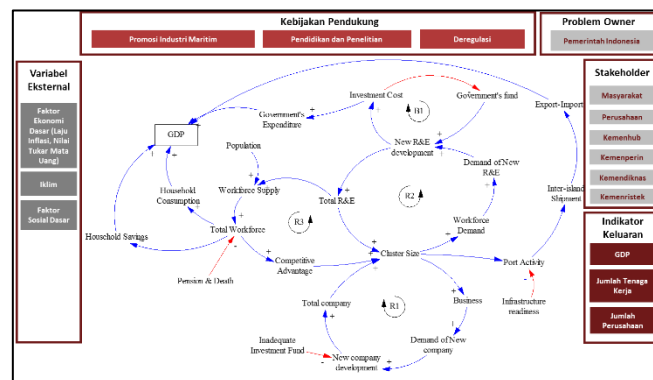 Kebijakan Pendukung
Promosi Industri Maritim
Pendidikan dan Penelitian
Deregulasi
Problem Owner
Pemerintah Indonesia
Variabel
Eksternal
Faktor
Ekonomi
Dasar (Laju
Inflasi, Nilai
Tukar Mata
Uang)
Iklim
Faktor
Sosial Dasar
Stakeholder
Masyarakat
Perusahaan
Kemenhub
Kemenperin
Kemendiknas
Kemenristek
Indikator
Keluaran
GDP
Jumlah Tenaga
Kerja
Jumlah
Perusahaan
Investment Cost
B1
Government's fund
Export-Import
GDP
Government's
Expenditure
Population
New R&E
development
Demand of New
R&E
Household
Consumption
Workforce Supply
Total R&E
R2
Inter-island
Shipment
R3
Workforce
Demand
Household Savings
Total Workforce
Competitive
Advantage
Cluster Size
Port Activity
Pension & Death
Total company
R1
Business
Infrastructure
readiness
Inadequate
Investment Fund
New company
development
Demand of New
company